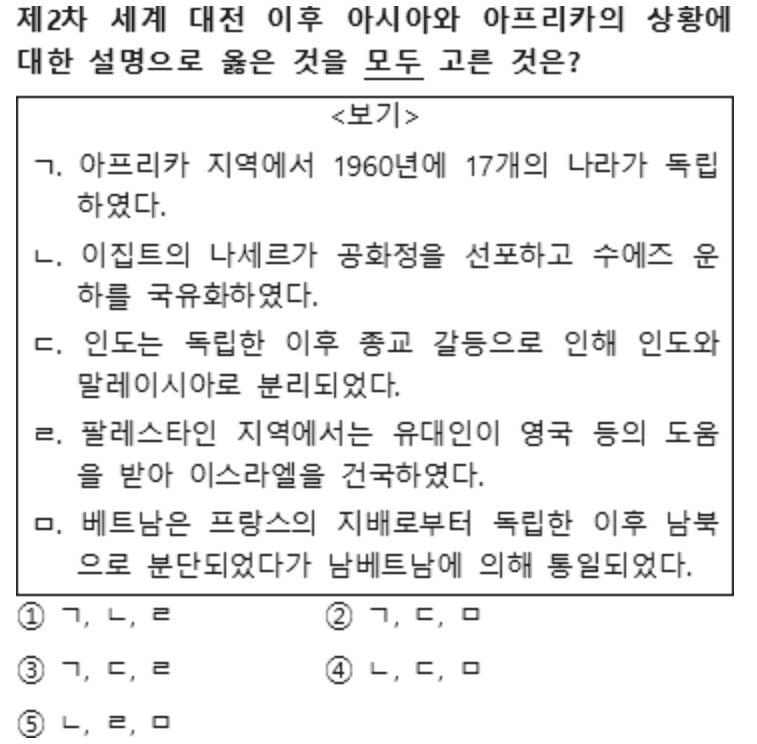 제2차 세계 대전 이후 아시아와 아프리카의 상황에
대한 설명으로 옳은 것을 모두 고른 것은?
<보기>
ㄱ. 아프리카 지역에서 1960년에 17개의 나라가 독립
하였다.
ㄴ. 이집트의 나세르가 공화정을 선포하고 수에즈 운
하를 국유화하였다.
ㄷ. 인도는 독립한 이후 종교 갈등으로 인해 인도와
말레이시아로 분리되었다.
ㄹ. 팔레스타인 지역에서는 유대인이 영국 등의 도움
을 받아 이스라엘을 건국하였다.
ㅁ. 베트남은 프랑스의 지배로부터 독립한 이후 남북
으로 분단되었다가 남베트남에 의해 통일되었다.
① ㄱ, ㄴ, ㄹ ② ㄱ, ㄷ, ㅁ
③ ㄱ, ㄷ, ㄹ ④ ㄴ, ㄷ, ㅁ
⑤ ㄴ, ㄹ, ㅁ